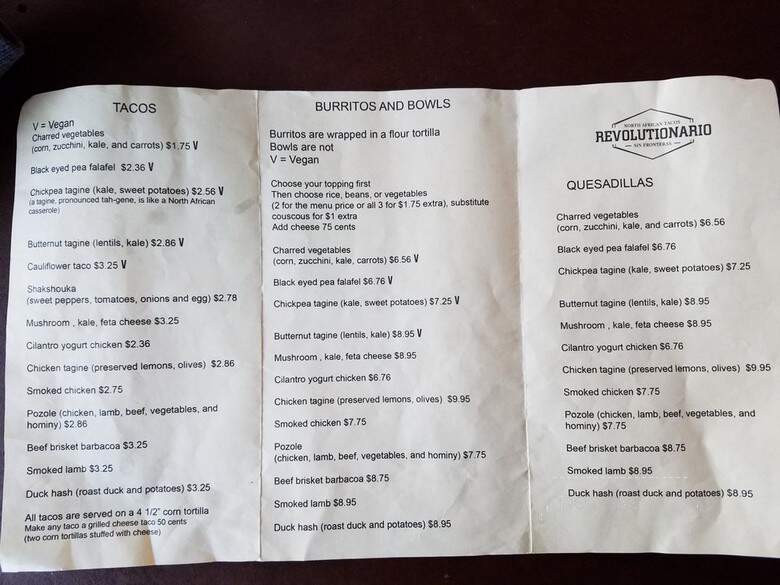 TACOS
V = Vegan
Charred vegetables
(corn, zucchini, kale, and carrots) $1.75 V
Black eyed pea falafel $2.36 V
Chickpea tagine (kale, sweet potatoes) $2.56 V
(a tagine, pronounced tah-gene, is like a North African
casserole)
Butternut tagine (lentils, kale) $2.86 V
Cauliflower taco $3.25 V
Shakshouka
(sweet peppers, tomatoes, onions and egg) $2.78
Mushroom , kale, feta cheese $3.25
Cilantro yogurt chicken $2.36
Chicken tagine (preserved lemons, olives) $2.86
Smoked chicken $2.75
Pozole (chicken, lamb, beef, vegetables, and
hominy) $2.86
Beef brisket barbacoa $3.25
Smoked lamb $3.25
Duck hash (roast duck and potatoes) $3.25
All tacos are served on a 4 1/2" corn tortilla
Make any taco a grilled cheese taco 50 cents
(two corn tortillas stuffed with cheese)
BURRITOS AND BOWLS
Burritos are wrapped in a flour tortilla
Bowls are not
V = Vegan
Choose your topping first
Then choose rice, beans, or vegetables
(2 for the menu price or all 3 for $1.75 extra), substitute
couscous for $1 extra
Add cheese 75 cents
Charred vegetables
(corn, zucchini, kale, and carrots) $6.56 V
Black eyed pea falafel $6.76 V
Chickpea tagine (kale, sweet potatoes) $7.25 V
Butternut tagine (lentils, kale) $8.95 V
Mushroom , kale, feta cheese $8.95
Cilantro yogurt chicken $6.76
Chicken tagine (preserved lemons, olives) $9.95
Smoked chicken $7.75
Pozole
(chicken, lamb, beef, vegetables, and hominy) $7.75
Beef brisket barbacoa $8.75
Smoked lamb $8.95
Duck hash (roast duck and potatoes) $8.95
NORTH AFRICAN TACOS
REVOLUTIONARIO
SIN FRONTERAS
QUESADILLAS
Charred vegetables
(corn, zucchini, kale, and carrots) $6.56
Black eyed pea falafel $6.76
Chickpea tagine (kale, sweet potatoes) $7.25
Butternut tagine (lentils, kale) $8.95
Mushroom , kale, feta cheese $8.95
Cilantro yogurt chicken $6.76
Chicken tagine (preserved lemons, olives) $9.95
Smoked chicken $7.75
Pozole (chicken, lamb, beef, vegetables, and
hominy) $7.75
Beef brisket barbacoa $8.75
Smoked lamb $8.95
Duck hash (roast duck and potatoes) $8.95